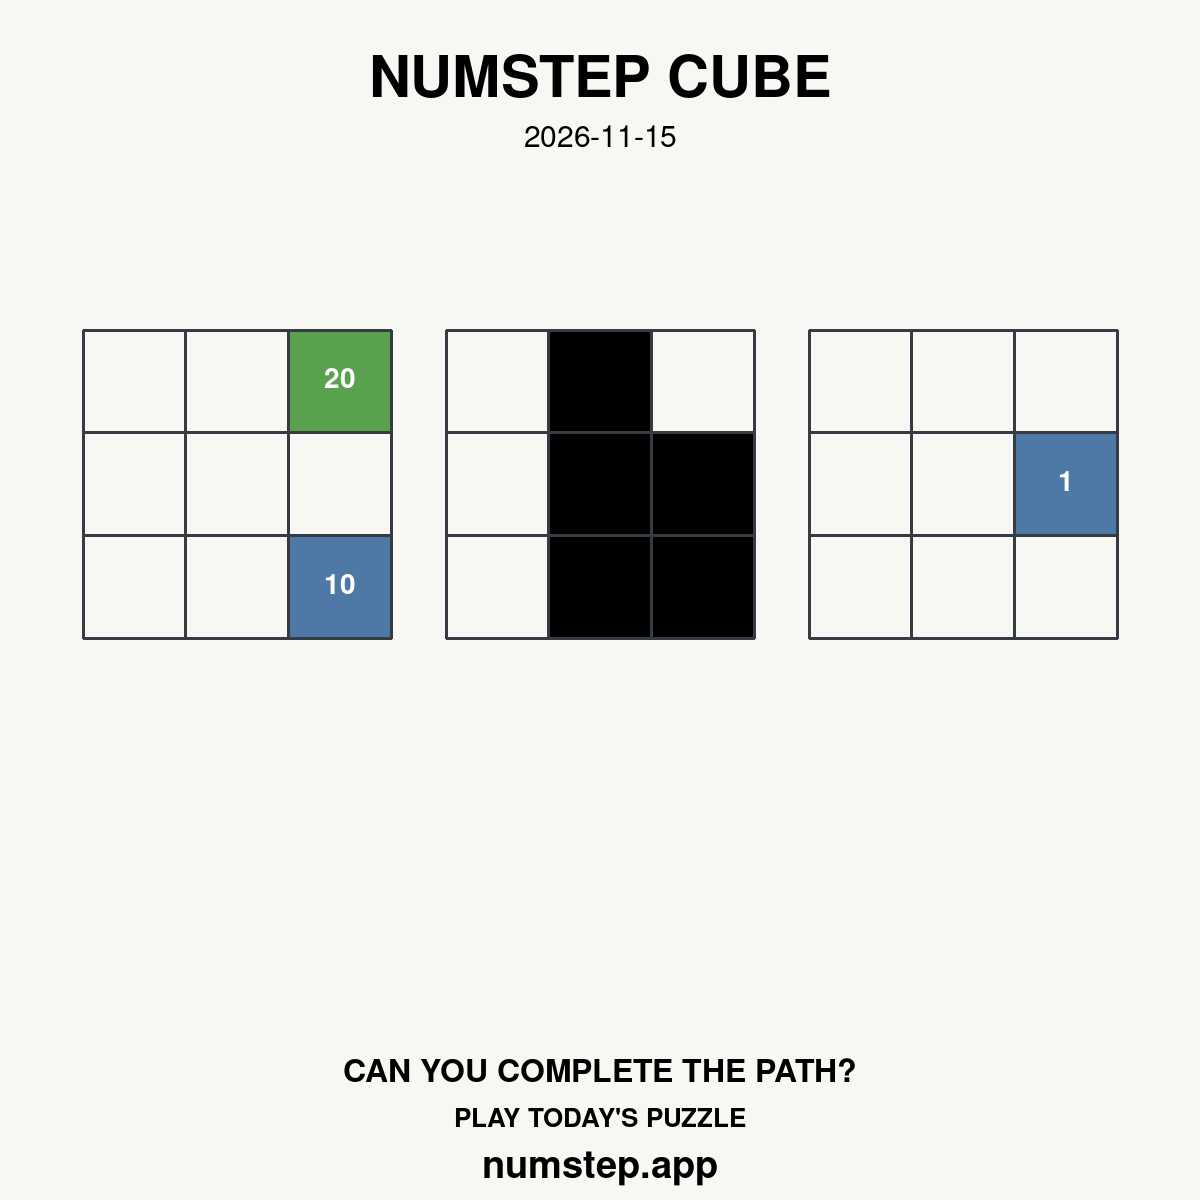 NUMSTEP CUBE
2026-11-15
20
1
10
CAN YOU COMPLETE THE PATH?
PLAY TODAY'S PUZZLE
numstep.app